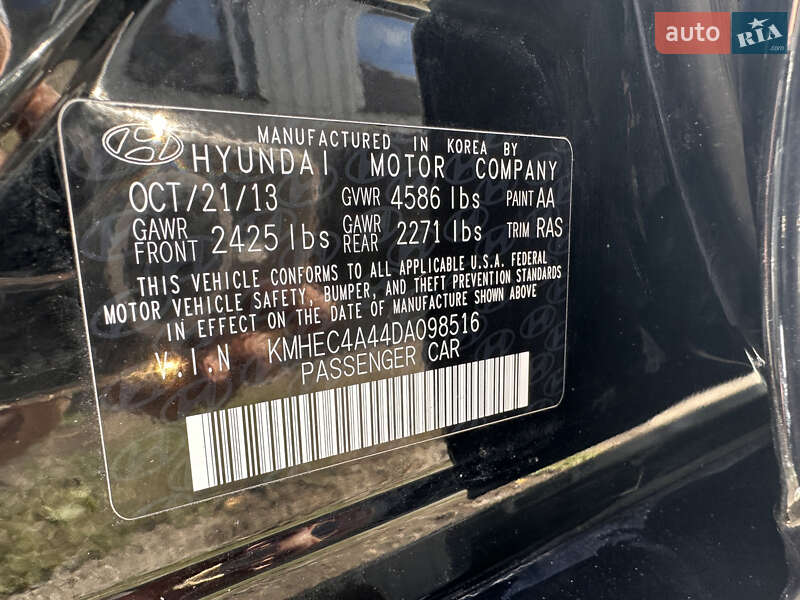 auto RIA .com
MANUFACTURED IN KOREA BY
HYUNDAI MOTOR COMPANY
OCT/21/13 GVWR 4586 lbs PAINT AA
GAWR FRONT 2425 lbs GAWR REAR 2271 lbs TRIM RAS
THIS VEHICLE CONFORMS TO ALL APPLICABLE U.S.A. FEDERAL
MOTOR VEHICLE SAFETY, BUMPER, AND THEFT PREVENTION STANDARDS
IN EFFECT ON THE DATE OF MANUFACTURE SHOWN ABOVE
V.I.N KMHEC4A44DA098516
PASSENGER CAR